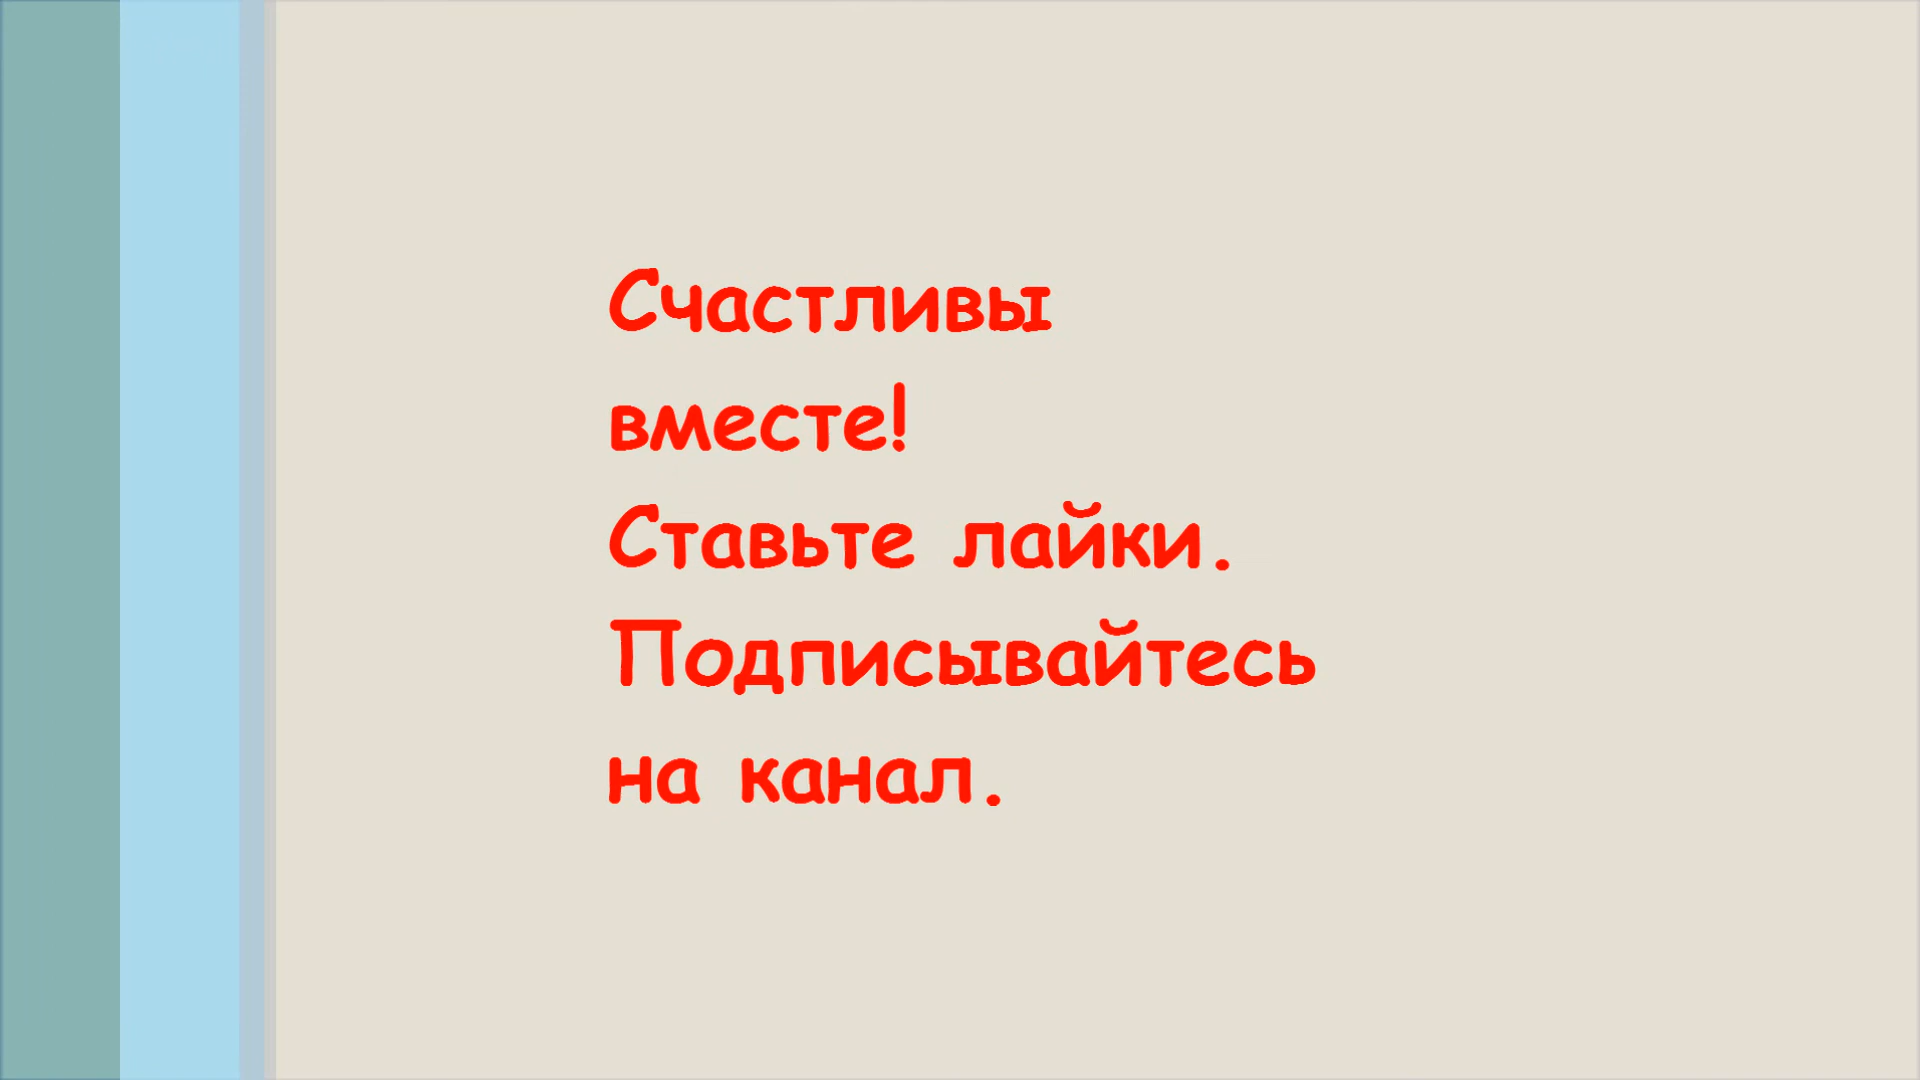 Счастливы
вместе!
Ставьте лайки.
Подписывайтесь
на канал.